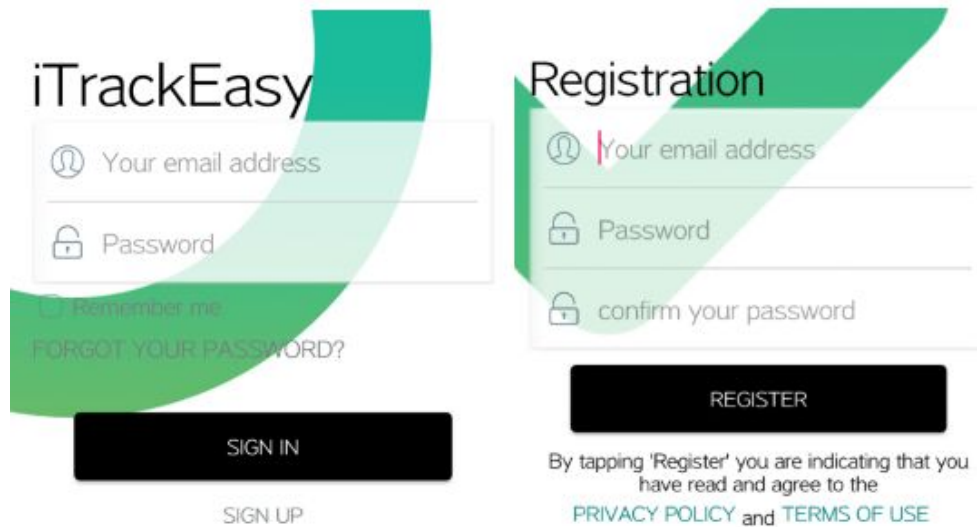 iTrackEasy
Your email address
Password
Remember me
FORGOT YOUR PASSWORD?
SIGN IN
SIGN UP
Registration
Your email address
Password
confirm your password
REGISTER
By tapping 'Register' you are indicating that you
have read and agree to the
PRIVACY POLICY and TERMS OF USE